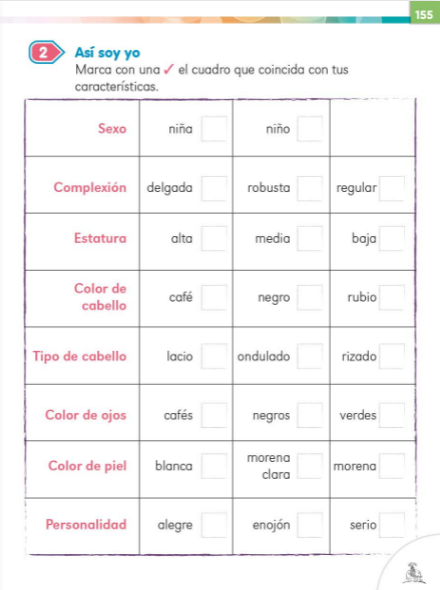 155
2 Así soy yo
Marca con una ✓ el cuadro que coincida con tus
características.
Sexo niña niño
Complexión delgada robusta regular
Estatura alta media baja
Color de
cabello café negro rubio
Tipo de cabello lacio ondulado rizado
Color de ojos cafés negros verdes
Color de piel blanca morena
clara morena
Personalidad alegre enojón serio